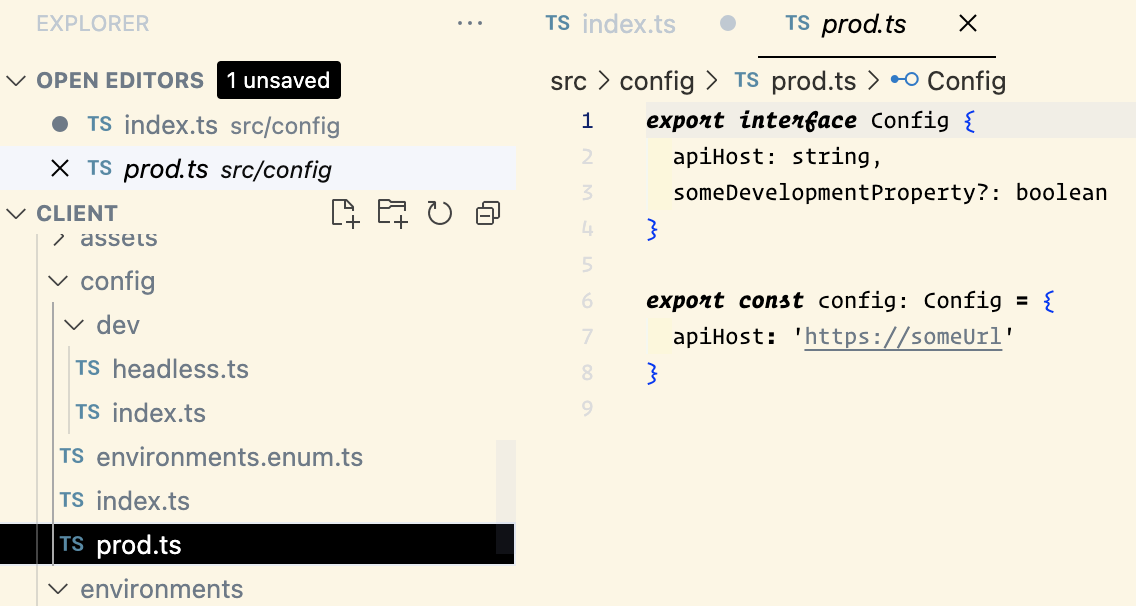 EXPLORER ...
OPEN EDITORS 1 unsaved
TS index.ts src/config
TS prod.ts src/config
CLIENT
assets
config
dev
TS headless.ts
TS index.ts
TS environments.enum.ts
TS index.ts
TS prod.ts
environments
TS index.ts
TS prod.ts
src > config > TS prod.ts > Config
1 export interface Config {
2   apiHost: string,
3   someDevelopmentProperty?: boolean
4 }
5
6 export const config: Config = {
7   apiHost: 'https://someUrl'
8 }
9